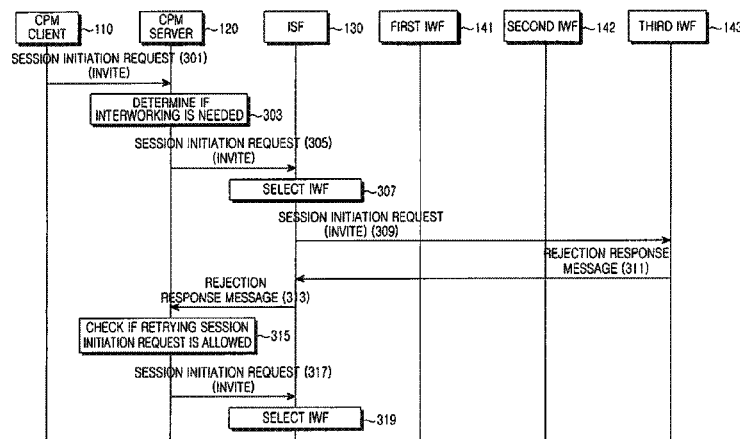 CPM
CLIENT
110
CPM
SERVER
120
ISF
130
FIRST IWF
141
SECOND IWF
142
THIRD IWF
143
SESSION INITIATION REQUEST (301)
(INVITE)
DETERMINE IF
INTERWORKING IS NEEDED
303
SESSION INITIATION REQUEST (305)
(INVITE)
SELECT IWF
307
SESSION INITIATION REQUEST
(INVITE) (309)
REJECTION RESPONSE
MESSAGE (311)
REJECTION
RESPONSE MESSAGE (313)
CHECK IF RETRYING SESSION
INITIATION REQUEST IS ALLOWED
315
SESSION INITIATION REQUEST (317)
(INVITE)
SELECT IWF
319